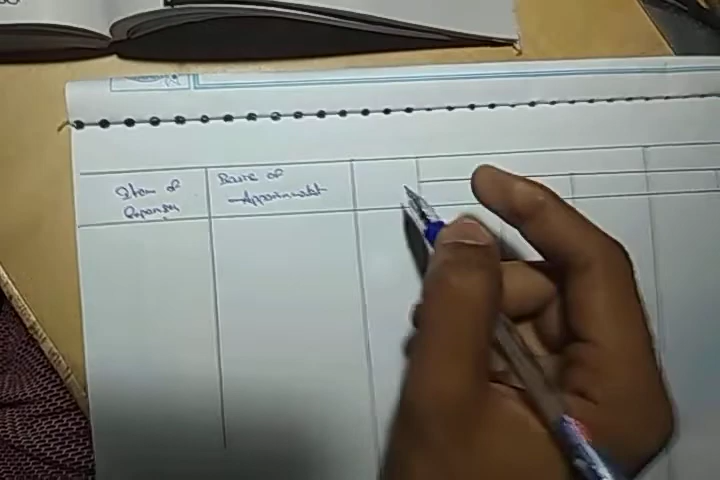 Item of
Expenses
Basis of
Apportionment